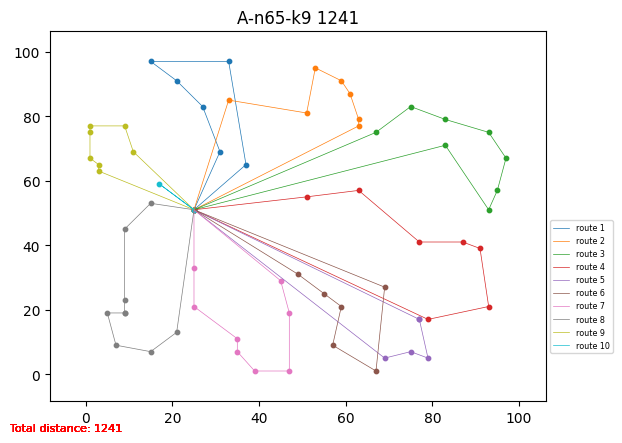 A-n65-k9 1241
100
80
60
40
20
0
0 20 40 60 80 100
route 1
route 2
route 3
route 4
route 5
route 6
route 7
route 8
route 9
route 10
Total distance: 1241